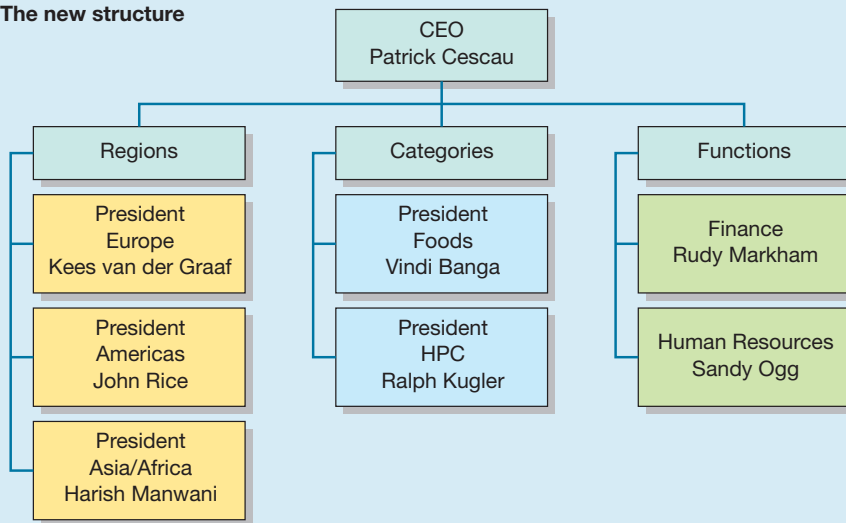 The new structure
CEO
Patrick Cescau
Regions
Categories
Functions
President
Europe
Kees van der Graaf
President
Americas
John Rice
President
Asia/Africa
Harish Manwani
President
Foods
Vindi Banga
President
HPC
Ralph Kugler
Finance
Rudy Markham
Human Resources
Sandy Ogg